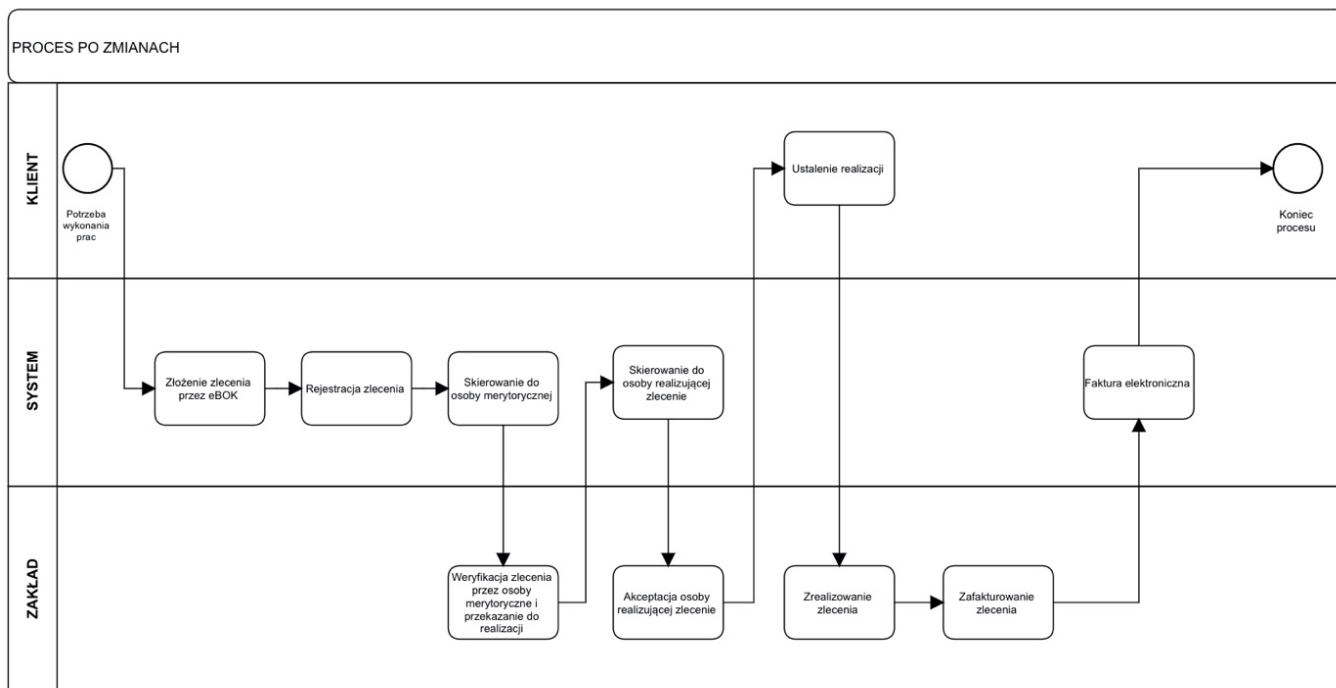 PROCES PO ZMIANACH
KLIENT
Potrzeba
wykonania
prac
Ustalenie realizacji
Koniec
procesu
SYSTEM
Złożenie zlecenia
przez eBOK
Rejestracja zlecenia
Skierowanie do
osoby merytorycznej
Skierowanie do
osoby realizującej
zlecenie
Faktura elektroniczna
ZAKŁAD
Weryfikacja zlecenia
przez osoby
merytoryczne i
przekazanie do
realizacji
Akceptacja osoby
realizującej zlecenie
Zrealizowanie
zlecenia
Zafakturowanie
zlecenia